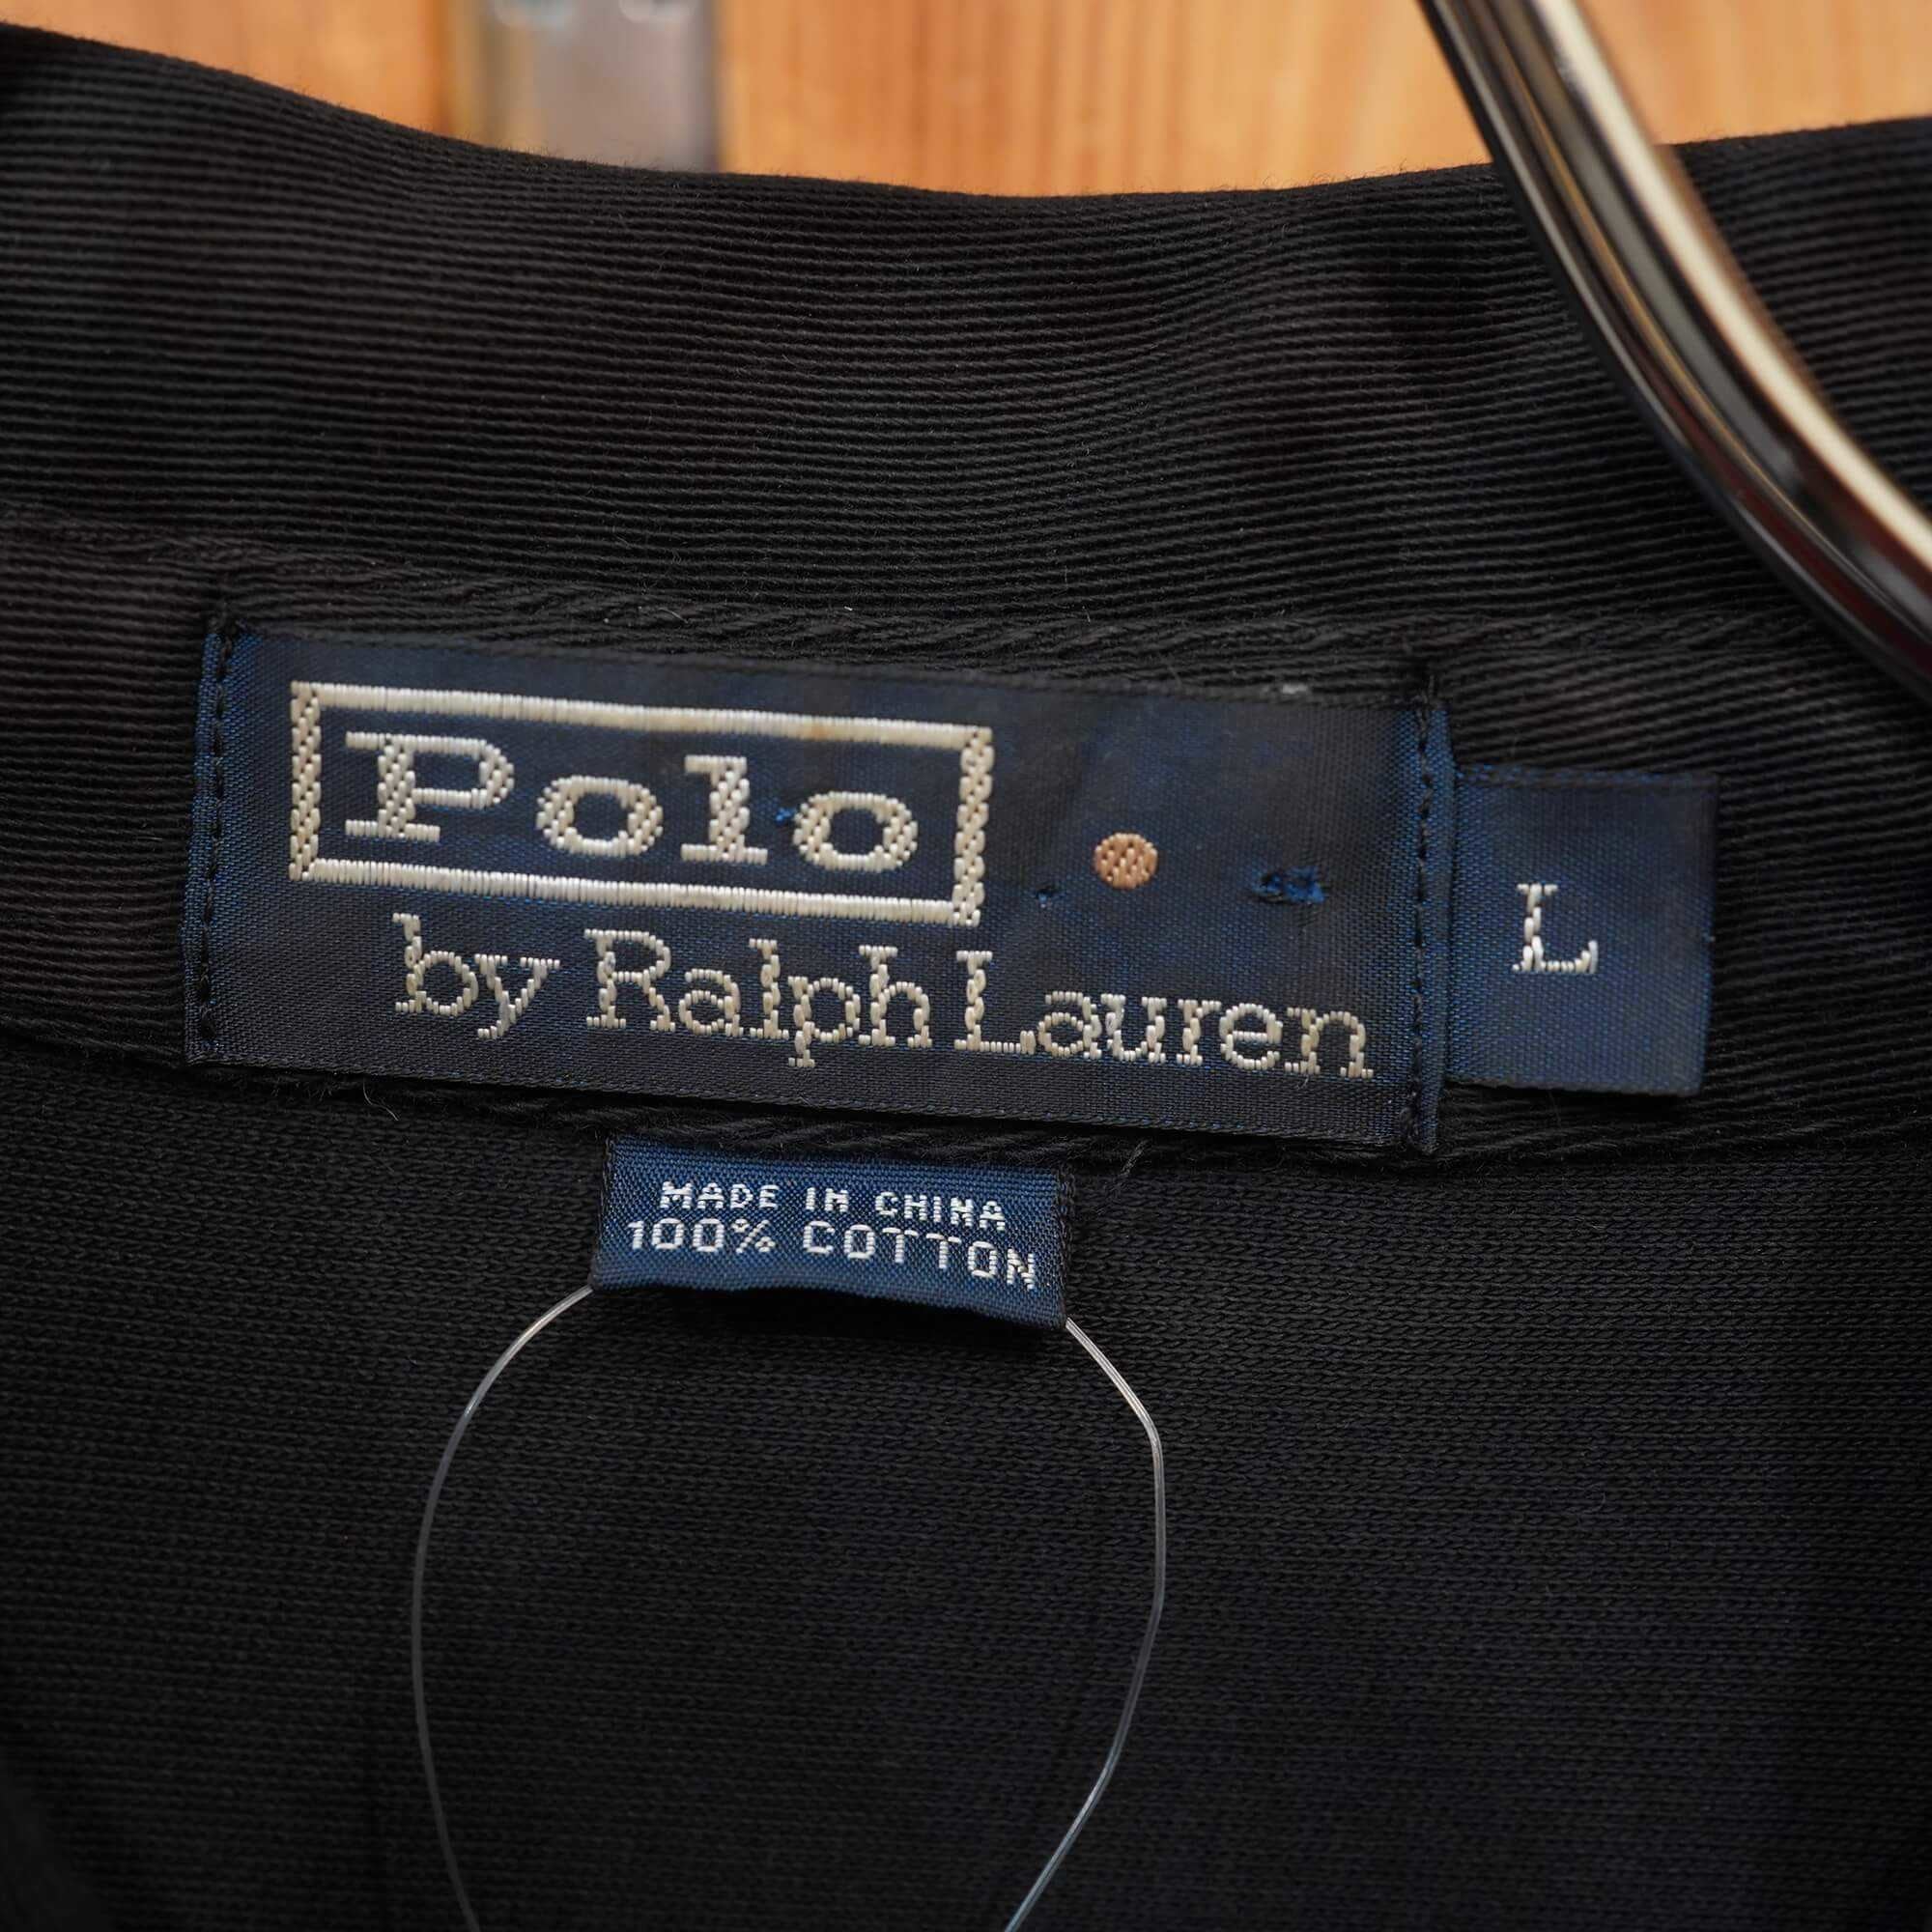 Polo
by Ralph Lauren
L
MADE IN CHINA
100% COTTON